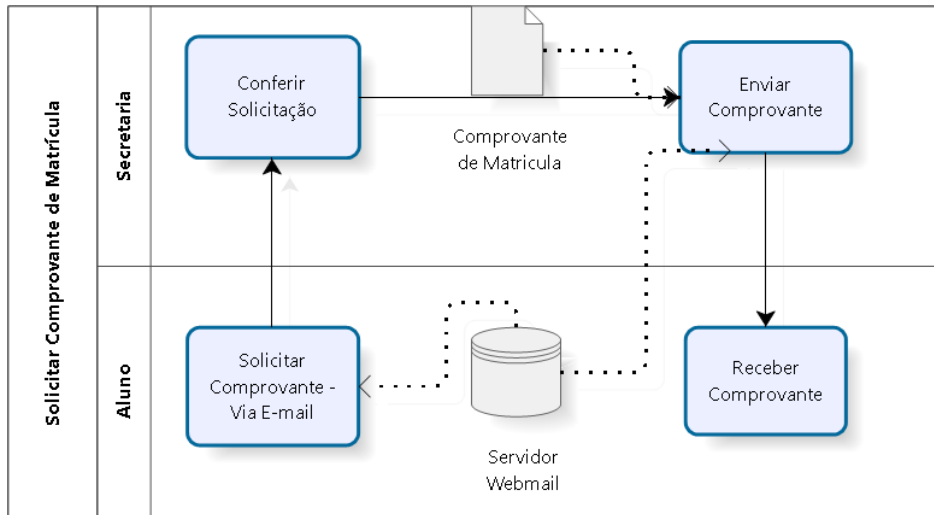 Solicitar Comprovante de Matrícula
Secretaria
Conferir
Solicitação
Comprovante
de Matricula
Enviar
Comprovante
Aluno
Solicitar
Comprovante -
Via E-mail
Servidor
Webmail
Receber
Comprovante